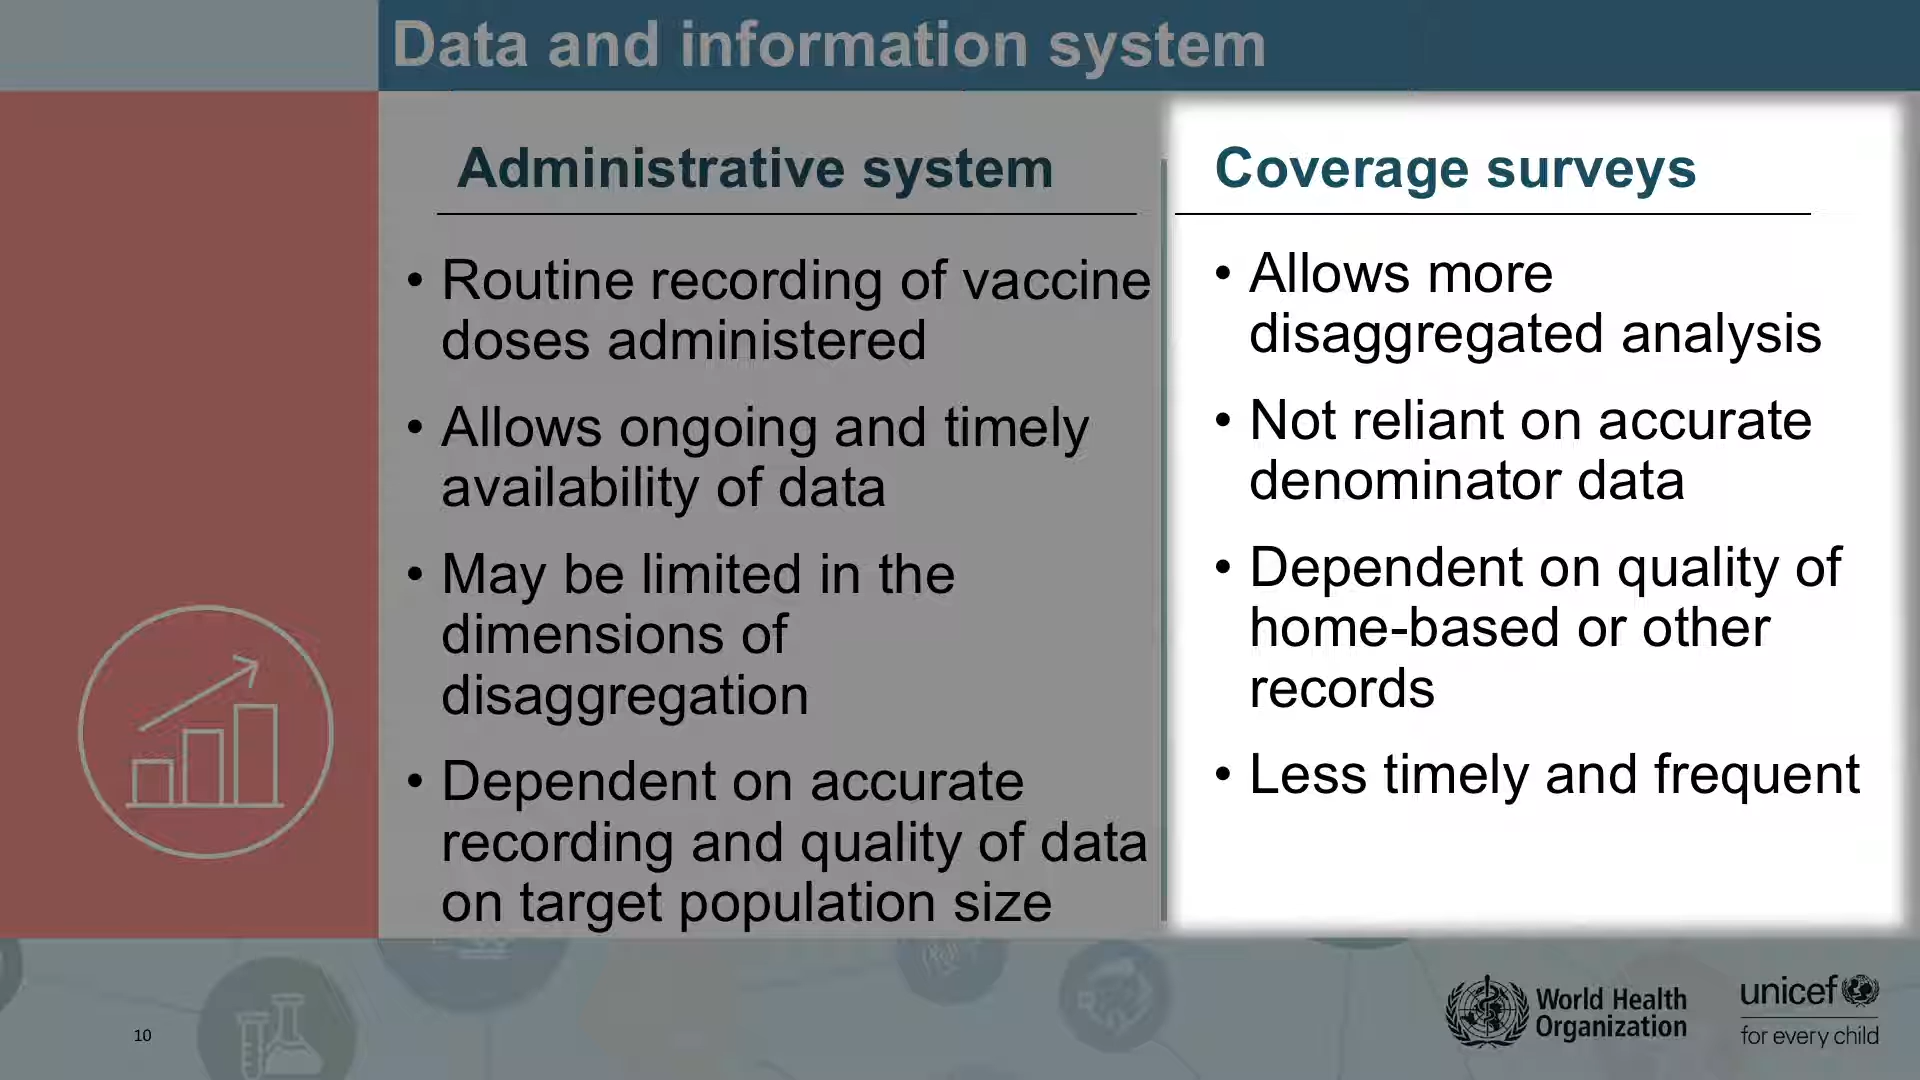 Data and information system
Administrative system
• Routine recording of vaccine
doses administered
• Allows ongoing and timely
availability of data
• May be limited in the
dimensions of
disaggregation
• Dependent on accurate
recording and quality of data
on target population size
Coverage surveys
• Allows more
disaggregated analysis
• Not reliant on accurate
denominator data
• Dependent on quality of
home-based or other
records
• Less timely and frequent
10
World Health
Organization
unicef
for every child